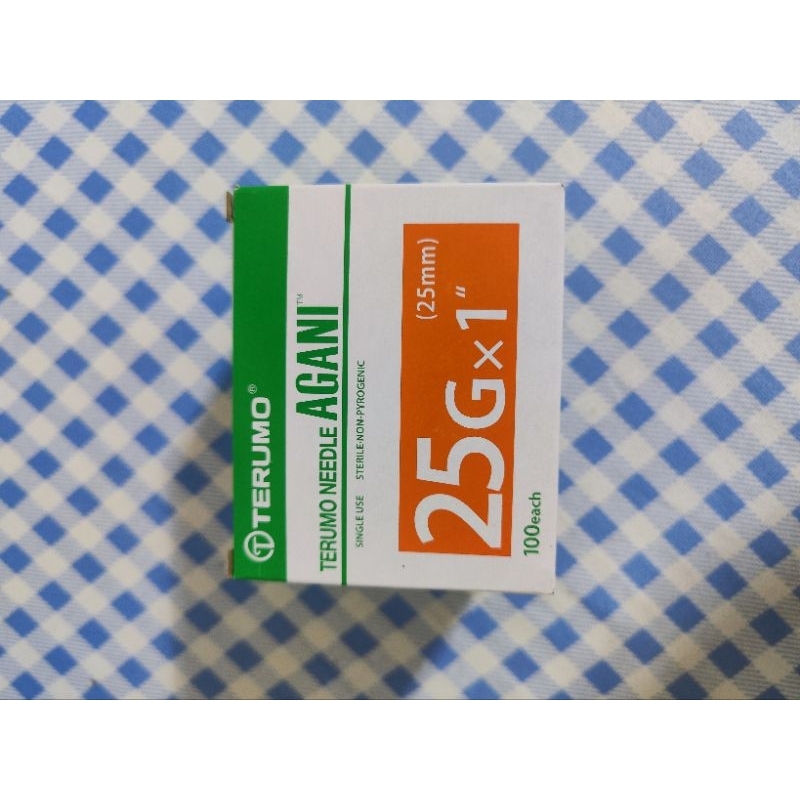 TERUMO®
TERUMO NEEDLE AGANI™
SINGLE USE STERILE·NON-PYROGENIC
25G×1" (25mm)
100each